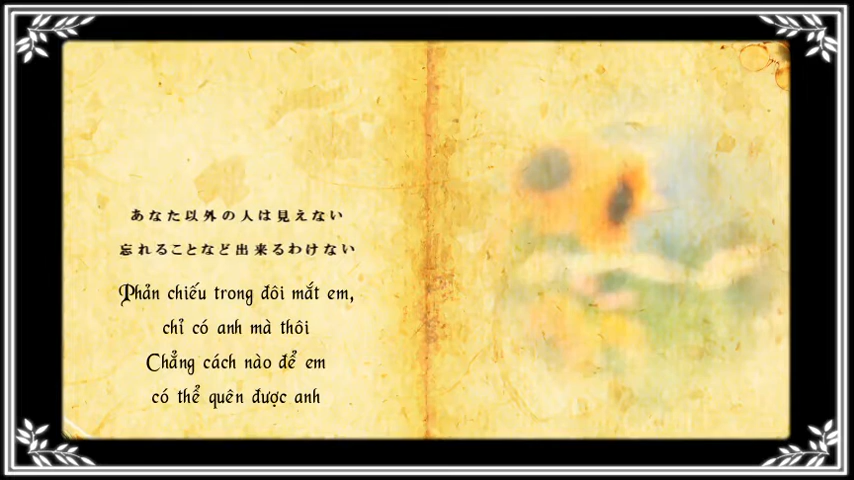 あなた以外の人は見えない
忘れることなど出来るわけない
Phản chiếu trong đôi mắt em,
chỉ có anh mà thôi
Chẳng cách nào để em
có thể quên được anh